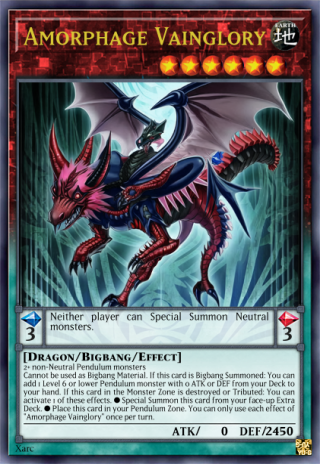 AMORPHAGE VAINGLORY
EARTH
地
Neither player can Special Summon Neutral
monsters.
3
3
[DRAGON/BIGBANG/EFFECT]
2+ non-Neutral Pendulum monsters
Cannot be used as Bigbang Material. If this card is Bigbang Summoned: You can
add 1 Level 6 or lower Pendulum monster with 0 ATK or DEF from your Deck to
your hand. If this card in the Monster Zone is destroyed or Tributed: You can
activate 1 of these effects. ● Special Summon this card from your face-up Extra
Deck. ● Place this card in your Pendulum Zone. You can only use each effect of
"Amorphage Vainglory" once per turn.
ATK/ 0 DEF/2450
Xarc